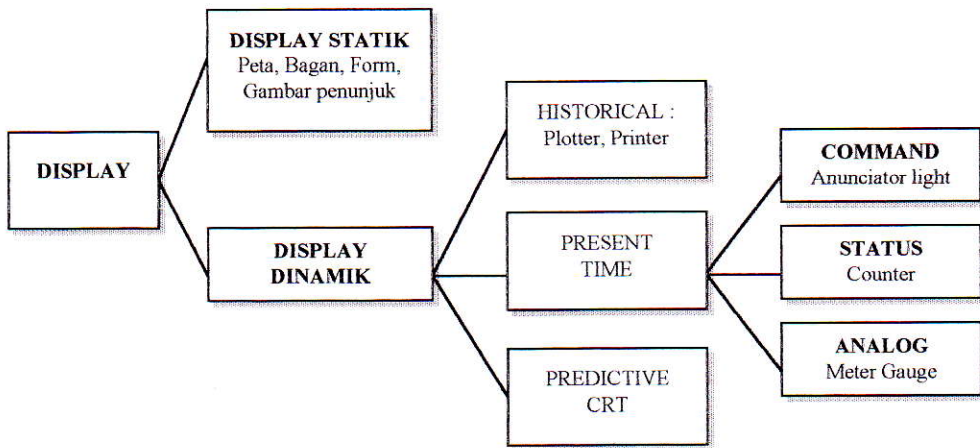 DISPLAY
DISPLAY STATIK
Peta, Bagan, Form,
Gambar penunjuk
DISPLAY
DINAMIK
HISTORICAL :
Plotter, Printer
PRESENT
TIME
PREDICTIVE
CRT
COMMAND
Anunciator light
STATUS
Counter
ANALOG
Meter Gauge